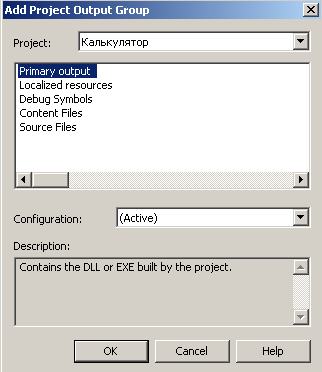 Add Project Output Group
Project: Калькулятор
Primary output
Localized resources
Debug Symbols
Content Files
Source Files
Configuration: (Active)
Description:
Contains the DLL or EXE built by the project.
OK Cancel Help